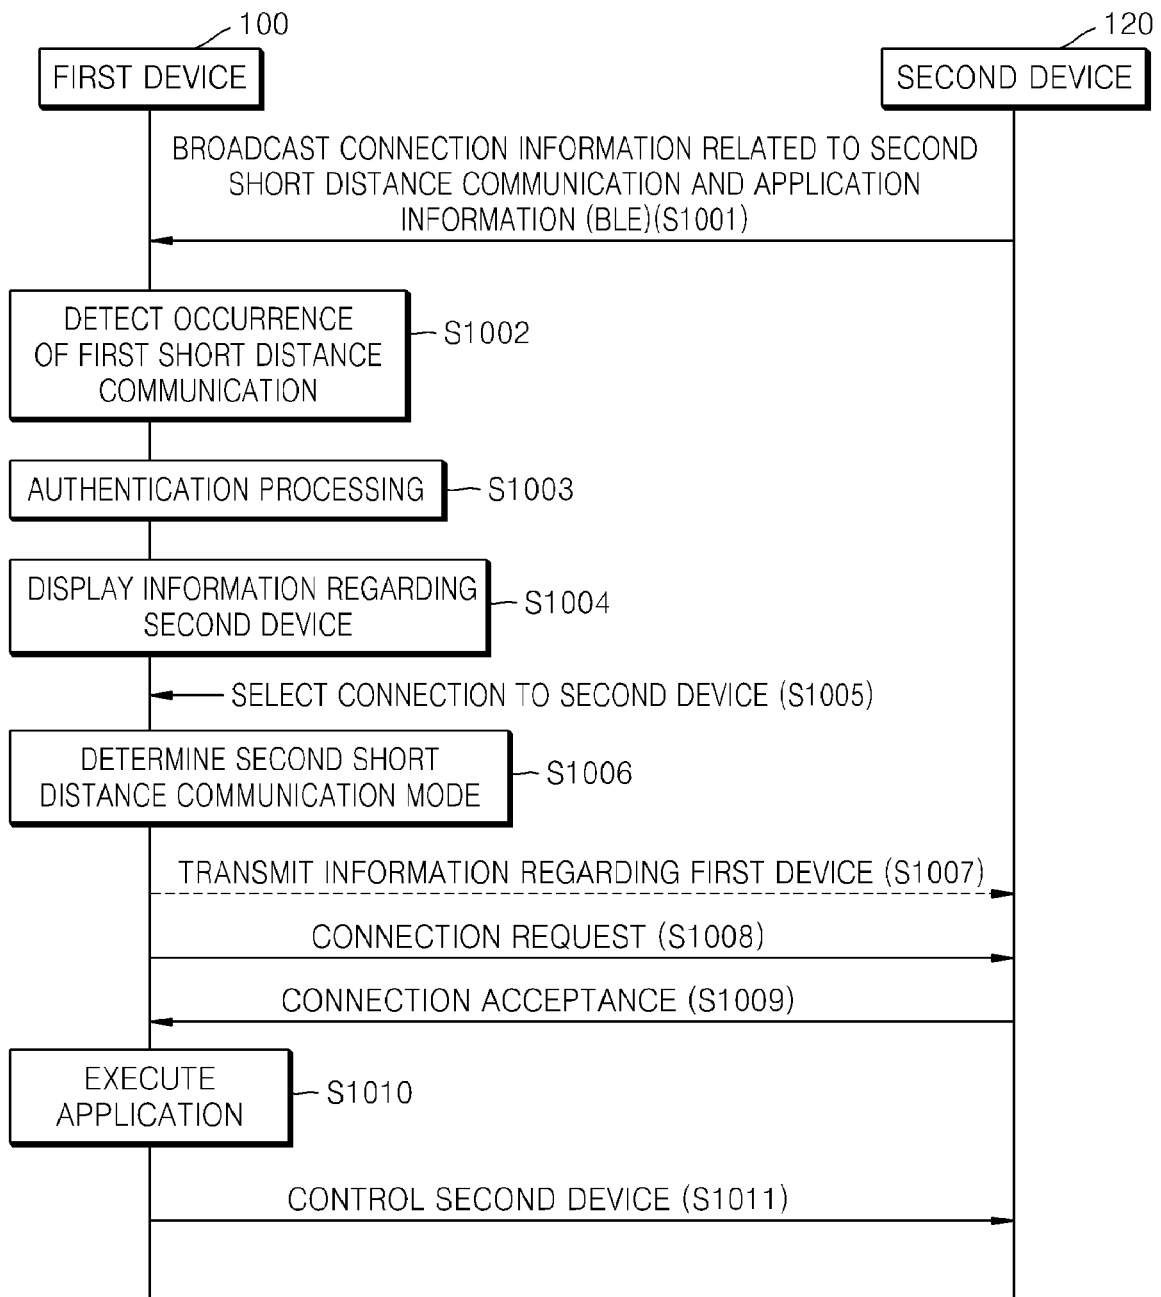 100
120
FIRST DEVICE
SECOND DEVICE
BROADCAST CONNECTION INFORMATION RELATED TO SECOND
SHORT DISTANCE COMMUNICATION AND APPLICATION
INFORMATION (BLE)(S1001)
DETECT OCCURRENCE
OF FIRST SHORT DISTANCE
COMMUNICATION
S1002
AUTHENTICATION PROCESSING
S1003
DISPLAY INFORMATION REGARDING
SECOND DEVICE
S1004
SELECT CONNECTION TO SECOND DEVICE (S1005)
DETERMINE SECOND SHORT
DISTANCE COMMUNICATION MODE
S1006
TRANSMIT INFORMATION REGARDING FIRST DEVICE (S1007)
CONNECTION REQUEST (S1008)
CONNECTION ACCEPTANCE (S1009)
EXECUTE
APPLICATION
S1010
CONTROL SECOND DEVICE (S1011)